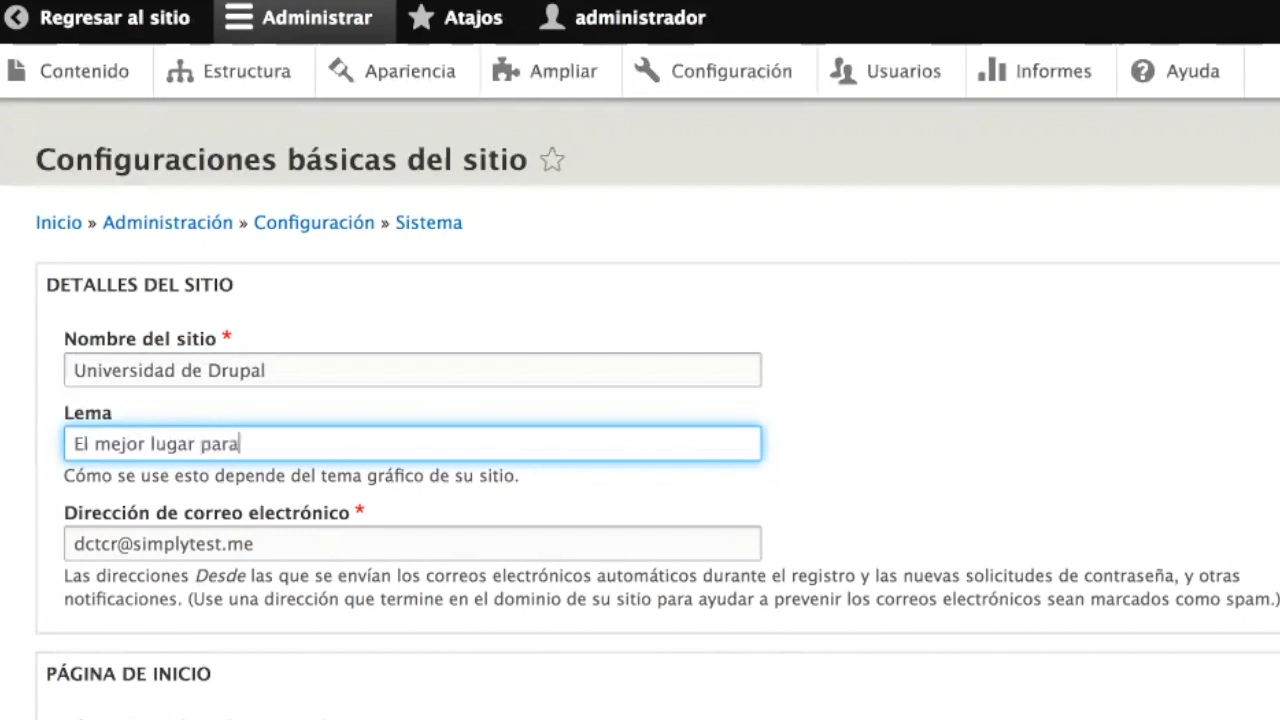 Regresar al sitio Administrar Atajos administrador
Contenido Estructura Apariencia Ampliar Configuración Usuarios Informes Ayuda
Configuraciones básicas del sitio
Inicio » Administración » Configuración » Sistema
DETALLES DEL SITIO
Nombre del sitio *
Universidad de Drupal
Lema
El mejor lugar para
Cómo se use esto depende del tema gráfico de su sitio.
Dirección de correo electrónico *
dctcr@simplytest.me
Las direcciones Desde las que se envían los correos electrónicos automáticos durante el registro y las nuevas solicitudes de contraseña, y otras
notificaciones. (Use una dirección que termine en el dominio de su sitio para ayudar a prevenir los correos electrónicos sean marcados como spam.)
PÁGINA DE INICIO